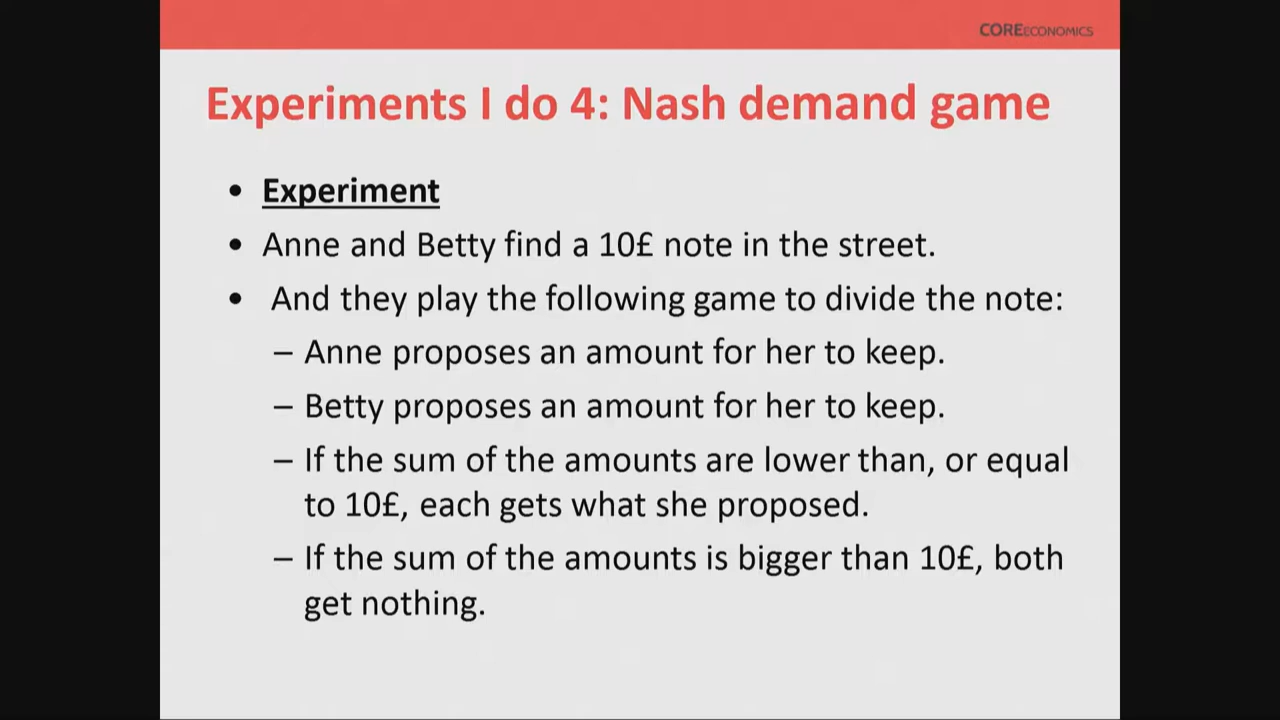 COREECONOMICS
Experiments I do 4: Nash demand game
• Experiment
• Anne and Betty find a 10£ note in the street.
• And they play the following game to divide the note:
– Anne proposes an amount for her to keep.
– Betty proposes an amount for her to keep.
– If the sum of the amounts are lower than, or equal
to 10£, each gets what she proposed.
– If the sum of the amounts is bigger than 10£, both
get nothing.